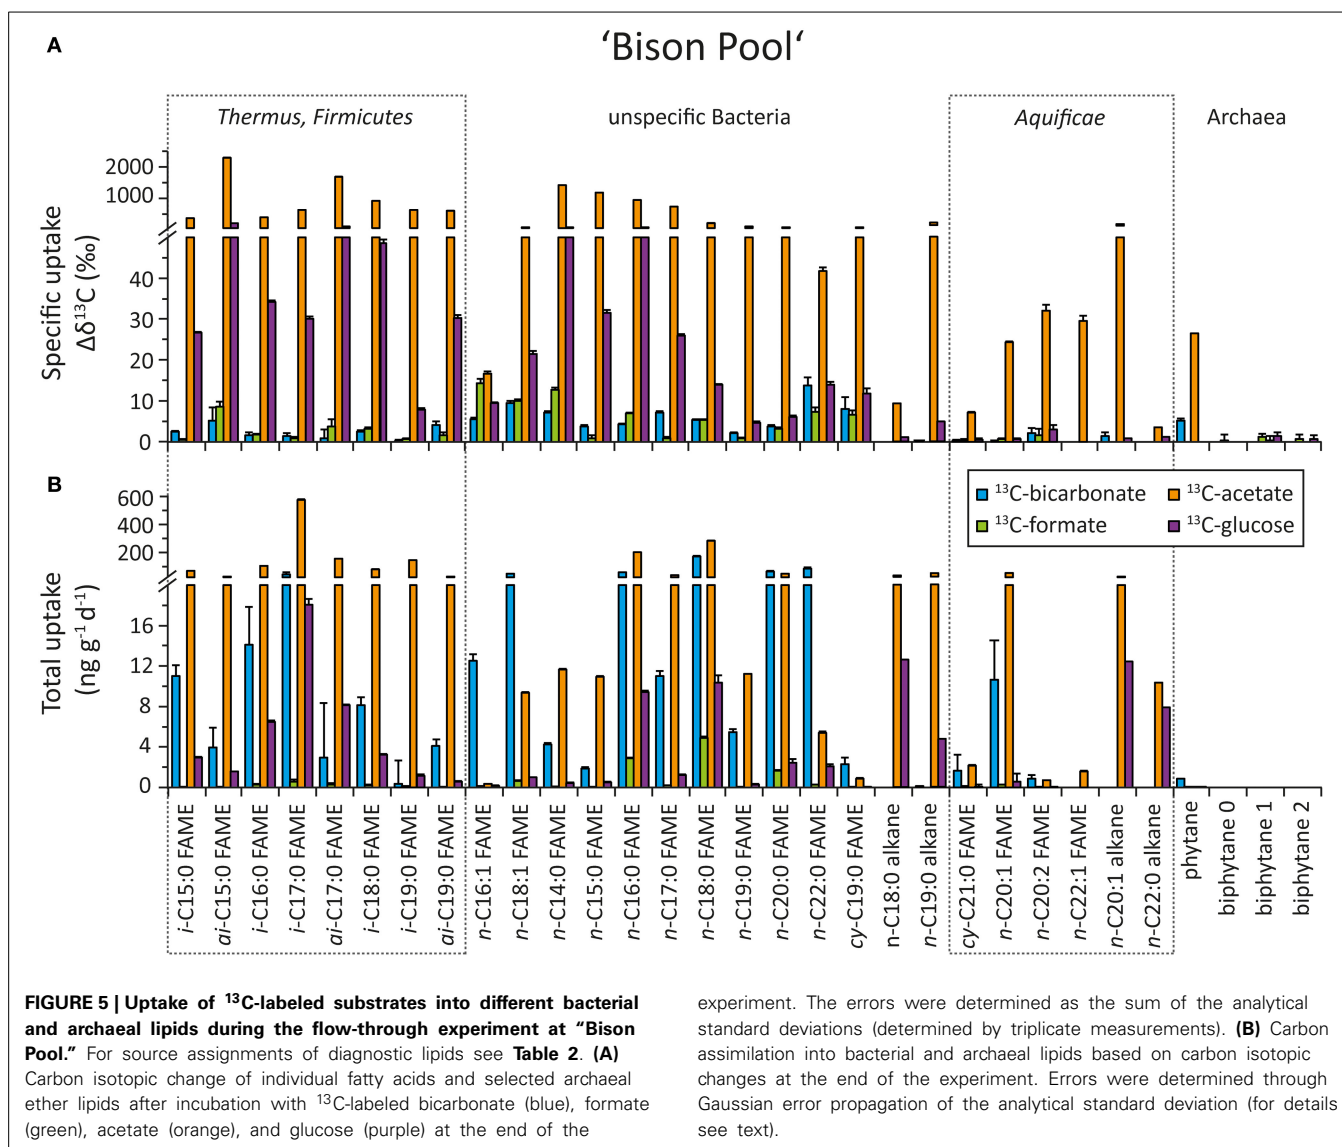 A
‘Bison Pool‘
Thermus, Firmicutes
unspecific Bacteria
Aquificae
Archaea
Specific uptake
Δδ13C (‰)
2000
1000
40
30
20
10
0
B
13C-bicarbonate
13C-acetate
13C-formate
13C-glucose
Total uptake
(ng g-1 d-1)
600
400
200
16
12
8
4
0
i-C15:0 FAME
ai-C15:0 FAME
i-C16:0 FAME
i-C17:0 FAME
ai-C17:0 FAME
i-C18:0 FAME
i-C19:0 FAME
ai-C19:0 FAME
n-C16:1 FAME
n-C18:1 FAME
n-C14:0 FAME
n-C15:0 FAME
n-C16:0 FAME
n-C17:0 FAME
n-C18:0 FAME
n-C19:0 FAME
n-C20:0 FAME
n-C22:0 FAME
cy-C19:0 FAME
n-C18:0 alkane
n-C19:0 alkane
cy-C21:0 FAME
n-C20:1 FAME
n-C20:2 FAME
n-C22:1 FAME
n-C20:1 alkane
n-C22:0 alkane
phytane
biphytane 0
biphytane 1
biphytane 2
FIGURE 5 | Uptake of 13C-labeled substrates into different bacterial
and archaeal lipids during the flow-through experiment at “Bison
Pool.” For source assignments of diagnostic lipids see Table 2. (A)
Carbon isotopic change of individual fatty acids and selected archaeal
ether lipids after incubation with 13C-labeled bicarbonate (blue), formate
(green), acetate (orange), and glucose (purple) at the end of the
experiment. The errors were determined as the sum of the analytical
standard deviations (determined by triplicate measurements). (B) Carbon
assimilation into bacterial and archaeal lipids based on carbon isotopic
changes at the end of the experiment. Errors were determined through
Gaussian error propagation of the analytical standard deviation (for details
see text).